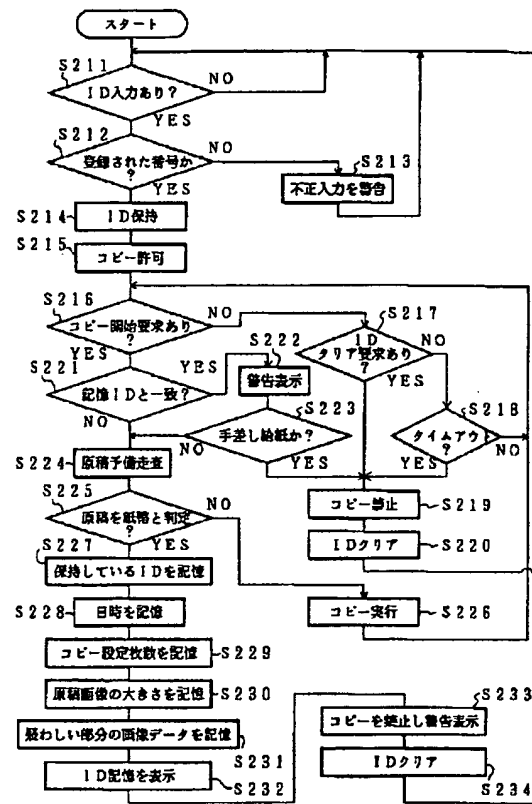 スタート
S211
ID入力あり?
NO
YES
S212
登録された番号か
?
NO
YES
S213
不正入力を警告
S214
ID保持
S215
コピー許可
S216
コピー開始要求あり
?
NO
YES
S217
ID
クリア要求あり
?
NO
YES
S218
タイムアウト
?
NO
YES
S221
記憶IDと一致?
YES
NO
S222
警告表示
S223
手差し給紙か?
NO
YES
S219
コピー禁止
S220
IDクリア
S224
原稿予備走査
S225
原稿を紙幣と判定
?
NO
YES
S226
コピー実行
S227
保持しているIDを記憶
S228
日時を記憶
S229
コピー設定枚数を記憶
S230
原稿画像の大きさを記憶
S231
疑わしい部分の画像データを記憶
S232
ID記憶を表示
S233
コピーを禁止し警告表示
S234
IDクリア